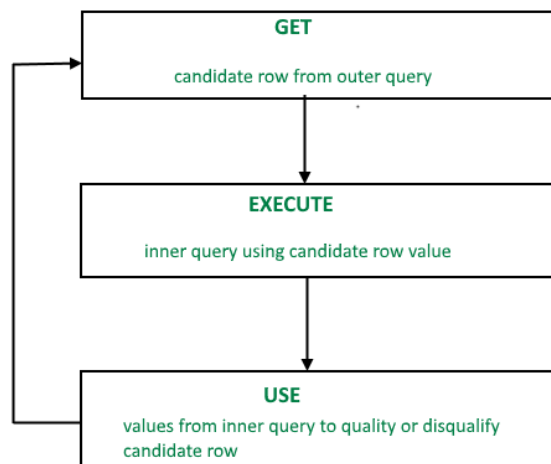 GET
candidate row from outer query
EXECUTE
inner query using candidate row value
USE
values from inner query to quality or disqualify
candidate row